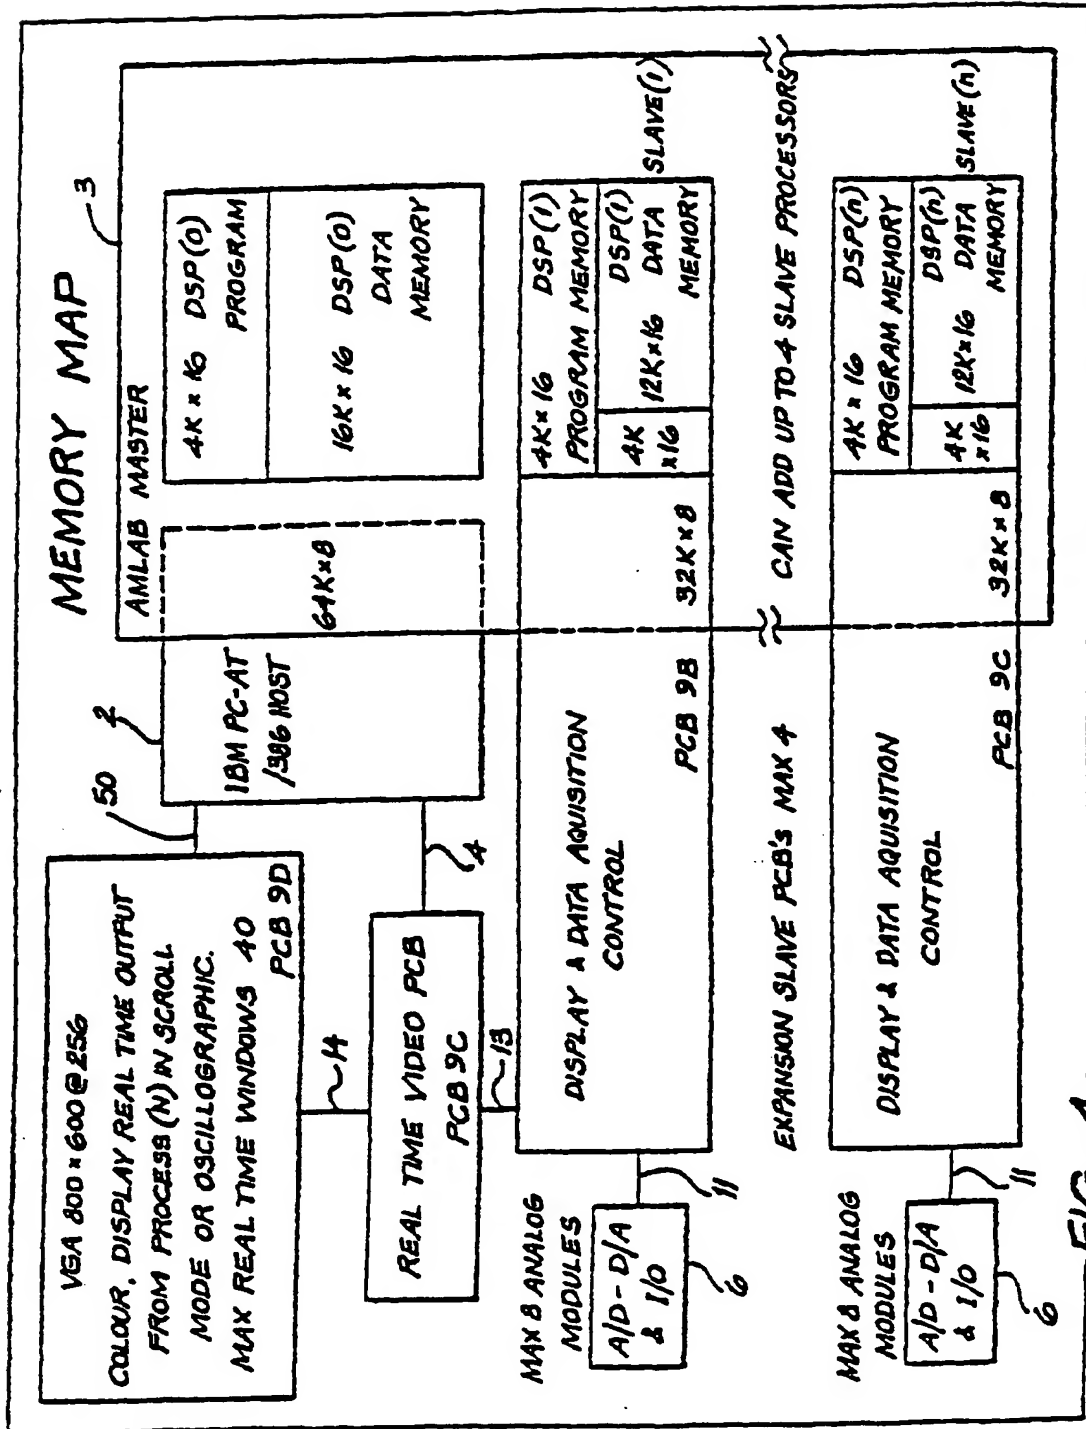 MEMORY MAP
3
AMLAB MASTER
2
50
VGA 800 × 600 @ 256
COLOUR, DISPLAY REAL TIME OUTPUT
FROM PROCESS (N) IN SCROLL
MODE OR OSCILLOGRAPHIC.
MAX REAL TIME WINDOWS 40
PCB 9D
IBM PC-AT
/386 HOST
64K×8
4K × 16 DSP(0)
PROGRAM
16K × 16 DSP(0)
DATA
MEMORY
14
4
REAL TIME VIDEO PCB
PCB 9C
13
MAX 8 ANALOG
MODULES
A/D - D/A
& I/O
6
11
DISPLAY & DATA AQUISITION
CONTROL
PCB 9B
32K×8
4K×16 DSP(1)
PROGRAM MEMORY
4K
×16
12K×16
DSP(1)
DATA
MEMORY
SLAVE(1)
EXPANSION SLAVE PCB'S MAX 4
CAN ADD UP TO 4 SLAVE PROCESSORS
MAX 8 ANALOG
MODULES
A/D - D/A
& I/O
6
11
DISPLAY & DATA AQUISITION
CONTROL
PCB 9C
32K×8
4K × 16 DSP(n)
PROGRAM MEMORY
4K
×16
12K×16
DSP(n)
DATA
MEMORY
SLAVE(n)